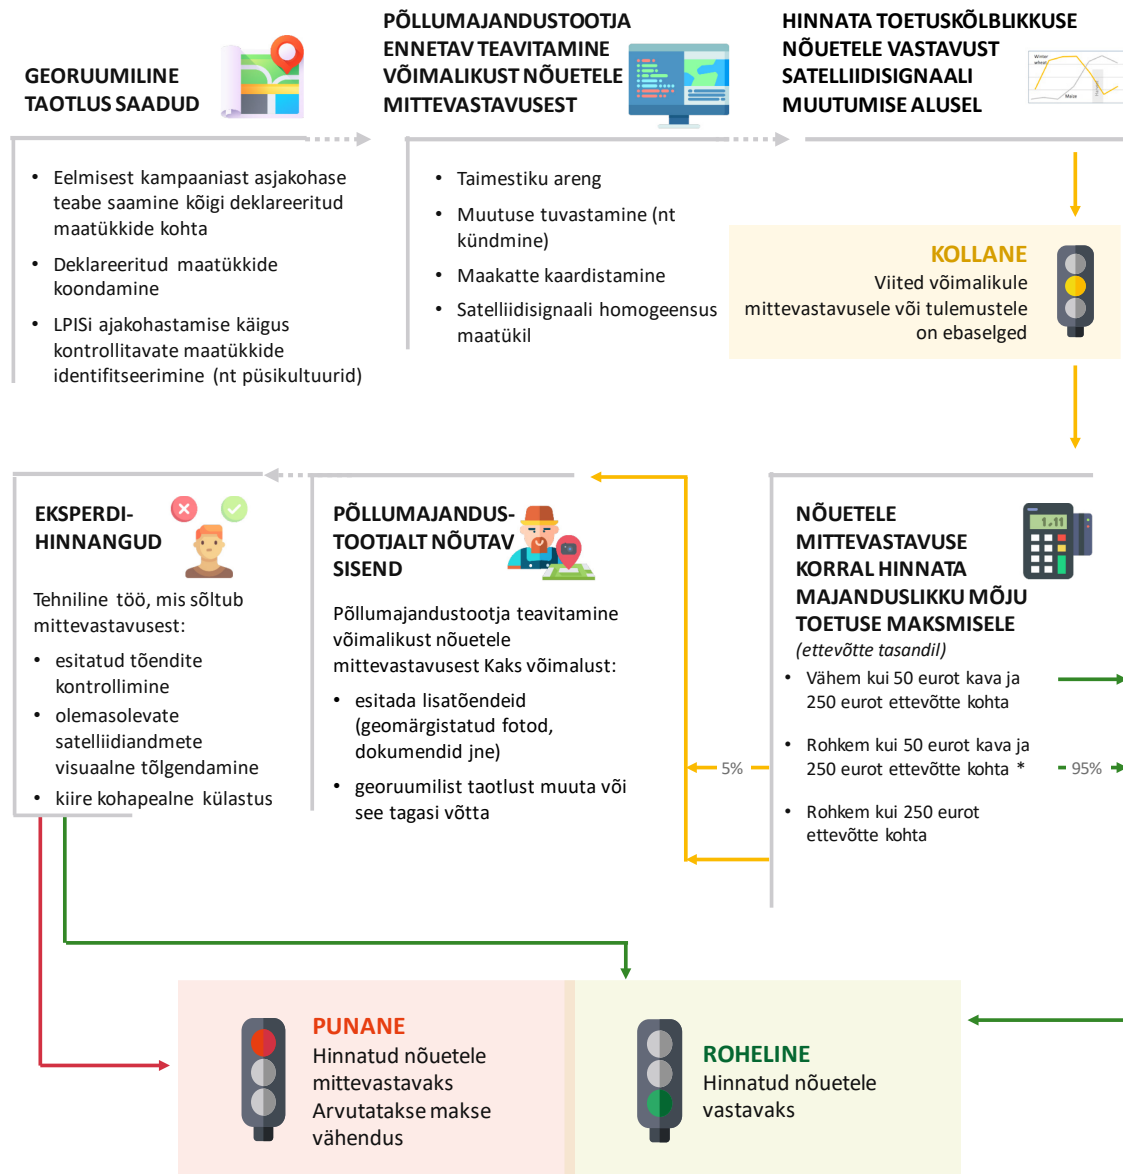 GEORUUMILINE
TAOTLUS SAADUD
• Eelmisest kampaaniast asjakohase
teabe saamine kõigi deklareeritud
maatükkide kohta
• Deklareeritud maatükkide
koondamine
• LPISi ajakohastamise käigus
kontrollitavate maatükkide
identifitseerimine (nt püsikultuurid)
PÕLLUMAJANDUSTOOTJA
ENNETAV TEAVITAMINE
VÕIMALIKUST NÕUETELE
MITTEVASTAVUSEST
• Taimestiku areng
• Muutuse tuvastamine (nt
kündmine)
• Maakatte kaardistamine
• Satelliidisignaali homogeensus
maatükil
HINNATA TOETUSKÕLBLIKKUSE
NÕUETELE VASTAVUST
SATELLIIDISIGNAALI
MUUTUMISE ALUSEL
Winter
wheat
Maize
KOLLANE
Viited võimalikule
mittevastavusele või tulemustele
on ebaselged
NÕUETELE
MITTEVASTAVUSE
KORRAL HINNATA
MAJANDUSLIKKU MÕJU
TOETUSE MAKSMISELE
(ettevõtte tasandil)
• Vähem kui 50 eurot kava ja
250 eurot ettevõtte kohta
• Rohkem kui 50 eurot kava ja
250 eurot ettevõtte kohta *
• Rohkem kui 250 eurot
ettevõtte kohta
1,11
95%
5%
PÕLLUMAJANDUS-
TOOTJALT NÕUTAV
SISEND
Põllumajandustootja teavitamine
võimalikust nõuetele
mittevastavusest Kaks võimalust:
• esitada lisatõendeid
(geomärgistatud fotod,
dokumendid jne)
• georuumilist taotlust muuta või
see tagasi võtta
EKSPERDI-
HINNANGUD
Tehniline töö, mis sõltub
mittevastavusest:
• esitatud tõendite
kontrollimine
• olemasolevate
satelliidiandmete
visuaalne tõlgendamine
• kiire kohapealne külastus
PUNANE
Hinnatud nõuetele
mittevastavaks
Arvutatakse makse
vähendus
ROHELINE
Hinnatud nõuetele
vastavaks